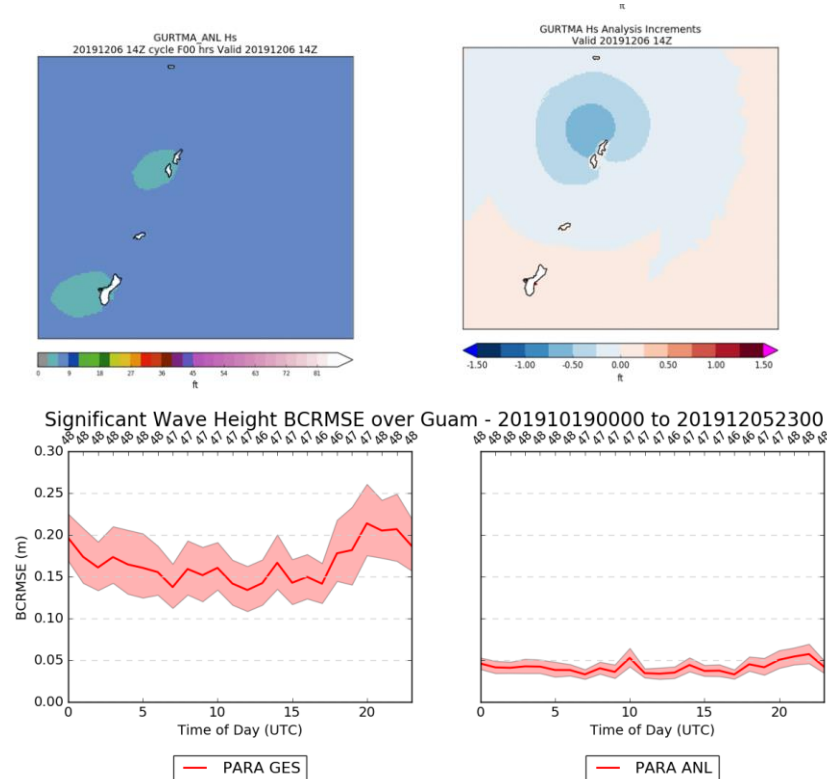 π
GURTMA_ANL Hs
20191206 14Z cycle F00 hrs Valid 20191206 14Z
0 9 18 27 36 45 54 63 72 81
ft
GURTMA Hs Analysis Increments
Valid 20191206 14Z
-1.50 -1.00 -0.50 0.00 0.50 1.00 1.50
ft
Significant Wave Height BCRMSE over Guam - 201910190000 to 201912052300
48 48 48 48 48 48 48 47 47 47 47 47 46 47 47 47 47 46 46 47 47 48 48 48
0.30
0.25
0.20
0.15
0.10
0.05
0.00
BCRMSE (m)
0 5 10 15 20
Time of Day (UTC)
PARA GES
48 48 48 48 48 48 48 47 47 47 47 47 46 47 47 47 47 46 46 47 47 48 48 48
0 5 10 15 20
Time of Day (UTC)
PARA ANL